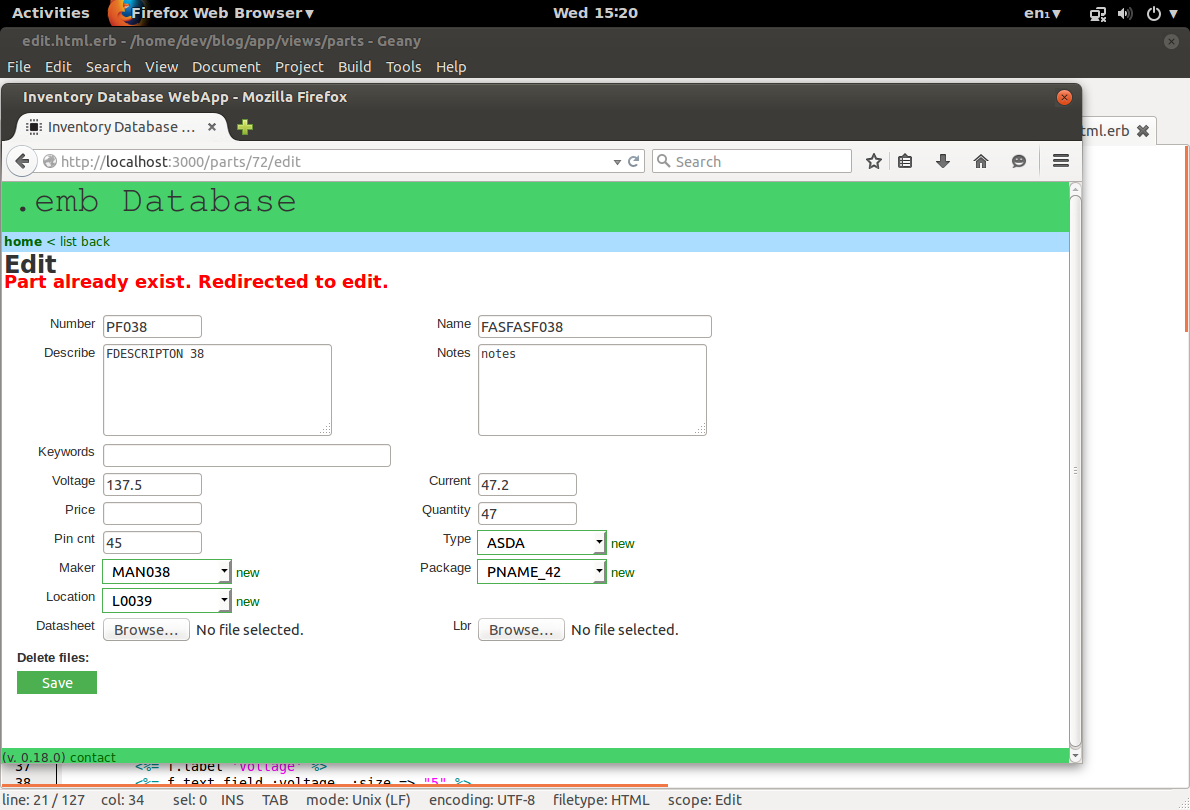 Activities Firefox Web Browser Wed 15:20 en₁
edit.html.erb - /home/dev/blog/app/views/parts - Geany
File Edit Search View Document Project Build Tools Help
Inventory Database WebApp - Mozilla Firefox
Inventory Database ... tml.erb
http://localhost:3000/parts/72/edit Search
.emb Database
home < list back
Edit
Part already exist. Redirected to edit.
Number PF038 Name FASFASF038
Describe FDESCRIPTON 38 Notes notes
Keywords
Voltage 137.5 Current 47.2
Price Quantity 47
Pin cnt 45 Type ASDA new
Maker MAN038 new Package PNAME_42 new
Location L0039 new
Datasheet Browse... No file selected. Lbr Browse... No file selected.
Delete files:
Save
(v. 0.18.0) contact
37 <%= f.label 'Voltage' %>
38 <%= f.text_field :voltage, :size => "5" %>
line: 21 / 127 col: 34 sel: 0 INS TAB mode: Unix (LF) encoding: UTF-8 filetype: HTML scope: Edit